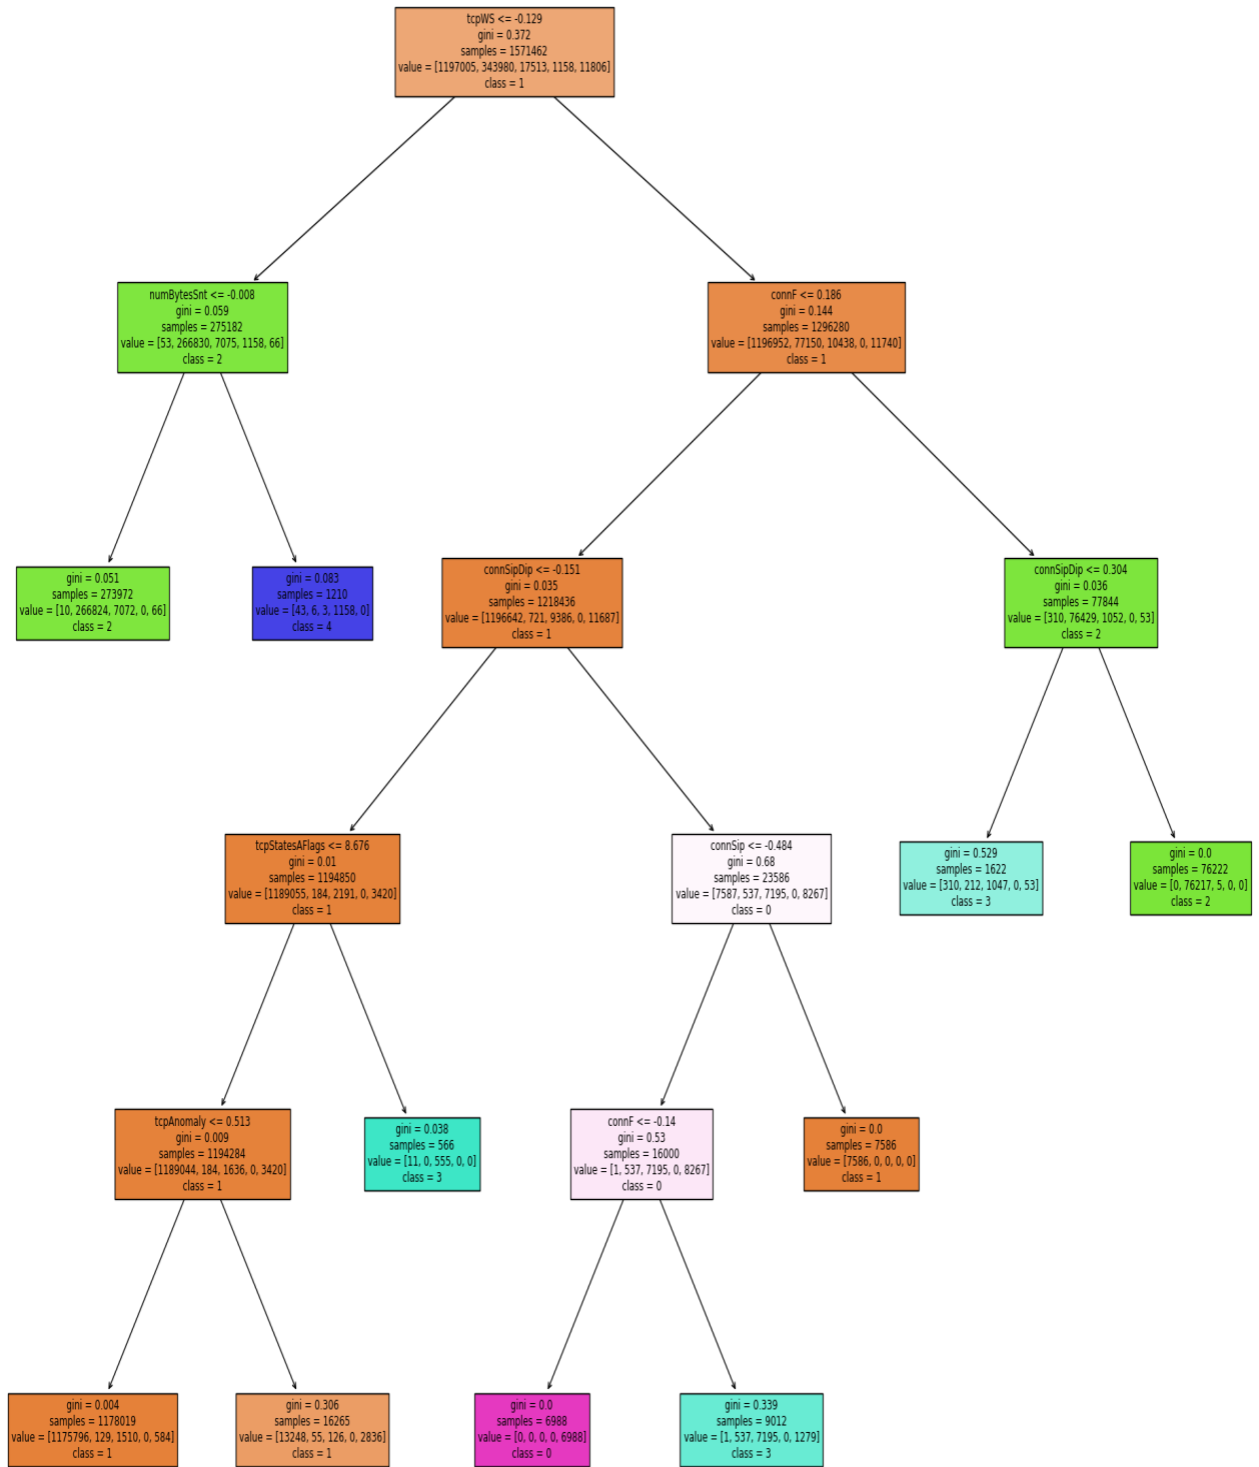 tcpWS <= -0.129
gini = 0.372
samples = 1571462
value = [1197005, 343980, 17513, 1158, 11806]
class = 1
numBytesSnt <= -0.008
gini = 0.059
samples = 275182
value = [53, 266830, 7075, 1158, 66]
class = 2
connF <= 0.186
gini = 0.144
samples = 1296280
value = [1196952, 77150, 10438, 0, 11740]
class = 1
gini = 0.051
samples = 273972
value = [10, 266824, 7072, 0, 66]
class = 2
gini = 0.083
samples = 1210
value = [43, 6, 3, 1158, 0]
class = 4
connSipDip <= -0.151
gini = 0.035
samples = 1218436
value = [1196642, 721, 9386, 0, 11687]
class = 1
connSipDip <= 0.304
gini = 0.036
samples = 77844
value = [310, 76429, 1052, 0, 53]
class = 2
tcpStatesAFlags <= 8.676
gini = 0.01
samples = 1194850
value = [1189055, 184, 2191, 0, 3420]
class = 1
connSip <= -0.484
gini = 0.68
samples = 23586
value = [7587, 537, 7195, 0, 8267]
class = 0
gini = 0.529
samples = 1622
value = [310, 212, 1047, 0, 53]
class = 3
gini = 0.0
samples = 76222
value = [0, 76217, 5, 0, 0]
class = 2
tcpAnomaly <= 0.513
gini = 0.009
samples = 1194284
value = [1189044, 184, 1636, 0, 3420]
class = 1
gini = 0.038
samples = 566
value = [11, 0, 555, 0, 0]
class = 3
connF <= -0.14
gini = 0.53
samples = 16000
value = [1, 537, 7195, 0, 8267]
class = 0
gini = 0.0
samples = 7586
value = [7586, 0, 0, 0, 0]
class = 1
gini = 0.004
samples = 1178019
value = [1175796, 129, 1510, 0, 584]
class = 1
gini = 0.306
samples = 16265
value = [13248, 55, 126, 0, 2836]
class = 1
gini = 0.0
samples = 6988
value = [0, 0, 0, 0, 6988]
class = 0
gini = 0.339
samples = 9012
value = [1, 537, 7195, 0, 1279]
class = 3